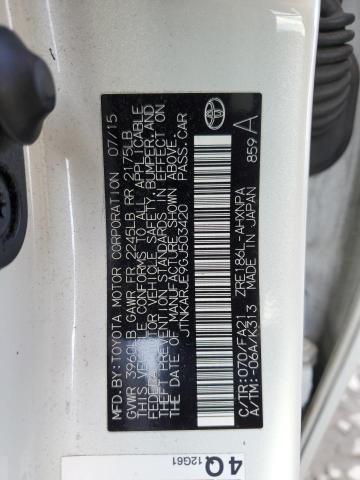 MFD.BY:TOYOTA MOTOR CORPORATION 07/15
GVWR 3960LB GAWR FR 2245LB RR 2175LB
THIS VEHICLE CONFORMS TO ALL APPLICABLE
FEDERAL MOTOR VEHICLE SAFETY,BUMPER,AND
THEFT PREVENTION STANDARDS IN EFFECT ON
THE DATE OF MANUFACTURE SHOWN ABOVE.
JTNKARJE9GJ503420 PASS.CAR
C/TR:070/FA21 ZRE186L-AHXNPA
A/TM:-06A/K313 MADE IN JAPAN
859 A
4Q 12G61